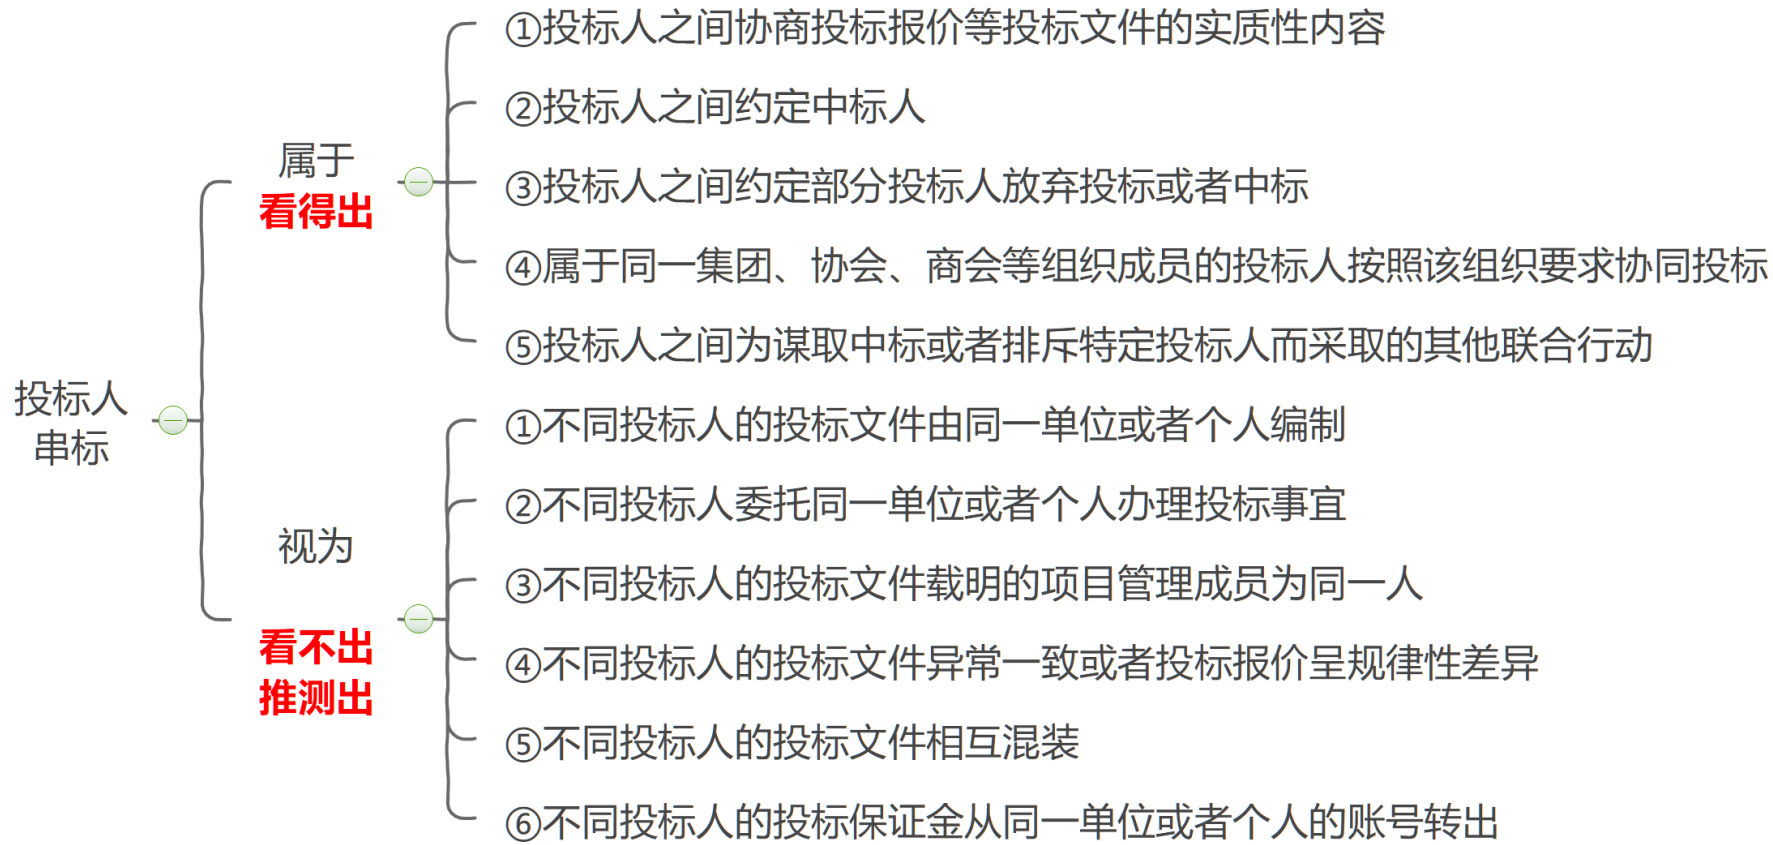 投标人
串标
属于
看得出
①投标人之间协商投标报价等投标文件的实质性内容
②投标人之间约定中标人
③投标人之间约定部分投标人放弃投标或者中标
④属于同一集团、协会、商会等组织成员的投标人按照该组织要求协同投标
⑤投标人之间为谋取中标或者排斥特定投标人而采取的其他联合行动
视为
看不出
推测出
①不同投标人的投标文件由同一单位或者个人编制
②不同投标人委托同一单位或者个人办理投标事宜
③不同投标人的投标文件载明的项目管理成员为同一人
④不同投标人的投标文件异常一致或者投标报价呈规律性差异
⑤不同投标人的投标文件相互混装
⑥不同投标人的投标保证金从同一单位或者个人的账号转出